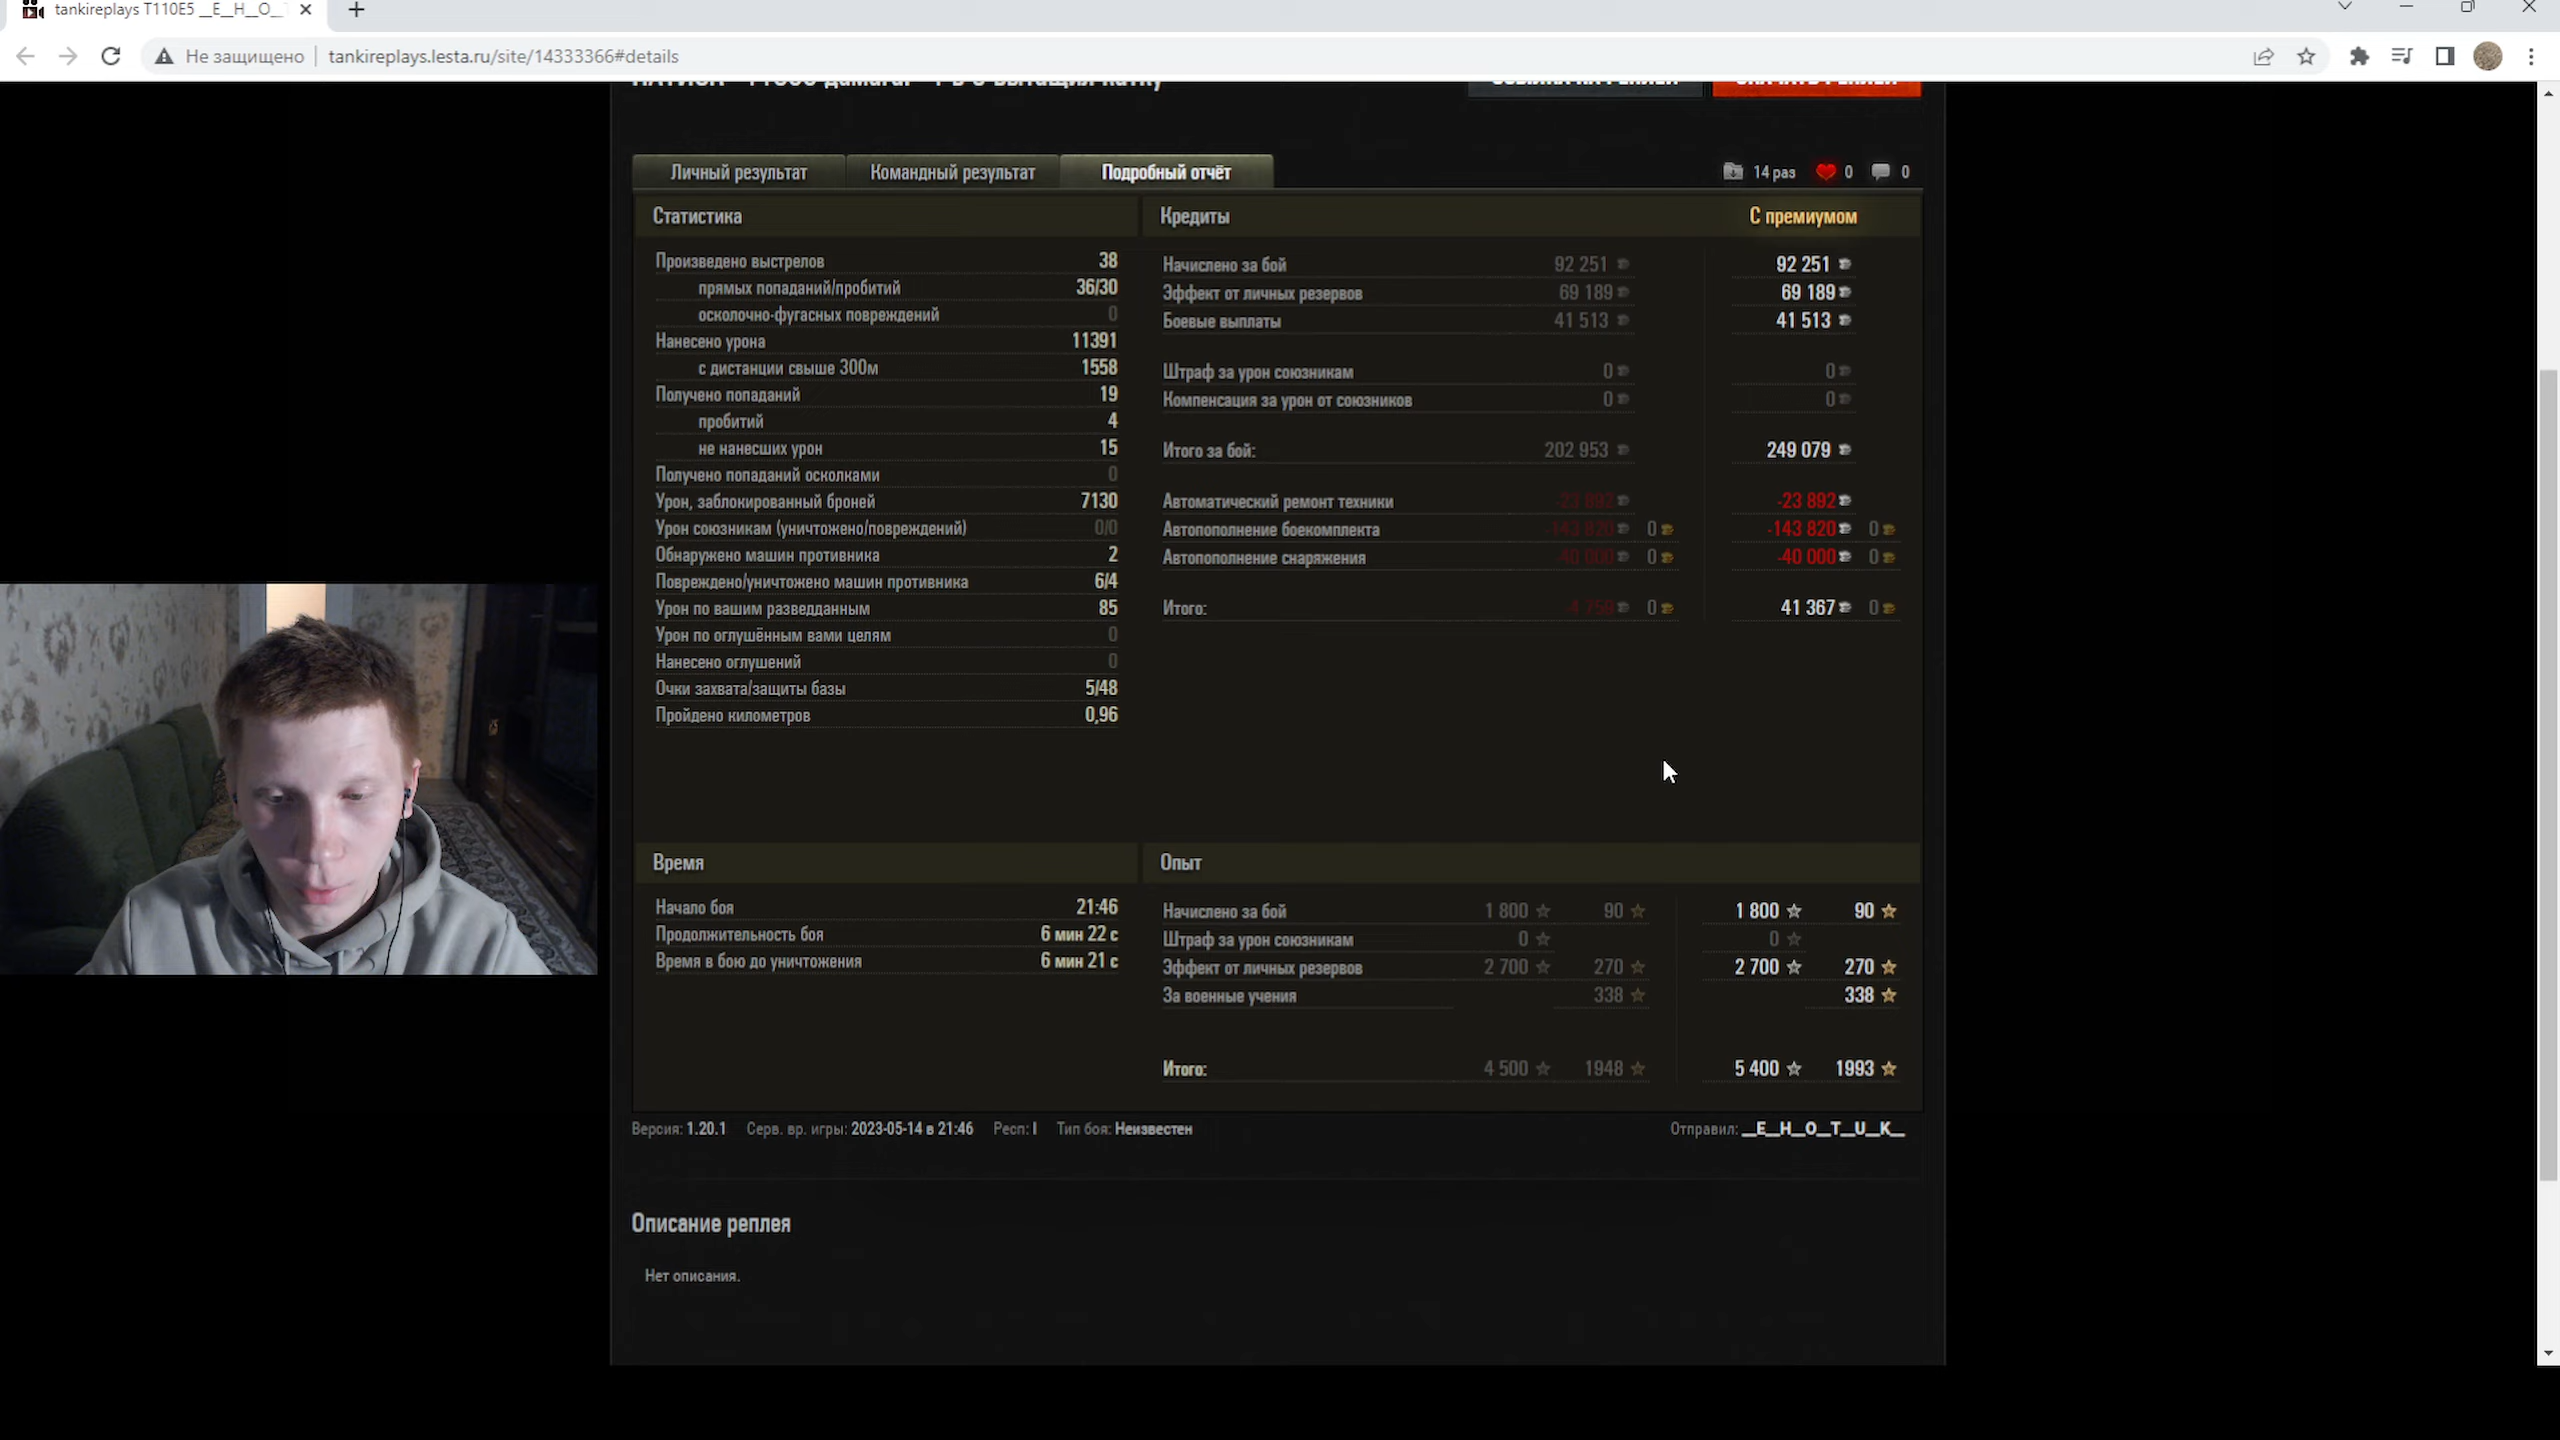 tankireplays T110E5 __E__H__O__T
Не защищено
tankireplays.lesta.ru/site/14333366#details
Личный результат
Командный результат
Подробный отчёт
14 раз
0
0
Статистика
Произведено выстрелов 38
прямых попаданий/пробитий 36/30
осколочно-фугасных повреждений 0
Нанесено урона 11391
с дистанции свыше 300м 1558
Получено попаданий 19
пробитий 4
не нанесших урон 15
Получено попаданий осколками 0
Урон, заблокированный броней 7130
Урон союзникам (уничтожено/повреждений) 0/0
Обнаружено машин противника 2
Повреждено/уничтожено машин противника 6/4
Урон по вашим разведданным 85
Урон по оглушённым вами целям 0
Нанесено оглушений 0
Очки захвата/защиты базы 5/48
Пройдено километров 0,96
Кредиты С премиумом
Начислено за бой 92 251 92 251
Эффект от личных резервов 69 189 69 189
Боевые выплаты 41 513 41 513
Штраф за урон союзникам 0 0
Компенсация за урон от союзников 0 0
Итого за бой: 202 953 249 079
Автоматический ремонт техники -23 892 -23 892
Автопополнение боекомплекта -143 820 0 -143 820 0
Автопополнение снаряжения -40 000 0 -40 000 0
Итого: -4 759 0 41 367 0
Время
Начало боя 21:46
Продолжительность боя 6 мин 22 с
Время в бою до уничтожения 6 мин 21 с
Опыт
Начислено за бой 1 800 90 1 800 90
Штраф за урон союзникам 0 0
Эффект от личных резервов 2 700 270 2 700 270
За военные учения 338 338
Итого: 4 500 1948 5 400 1993
Версия: 1.20.1 Серв. вр. игры: 2023-05-14 в 21:46 Респ: I Тип боя: Неизвестен
Отправил: __E__H__O__T__U__K__
Описание реплея
Нет описания.